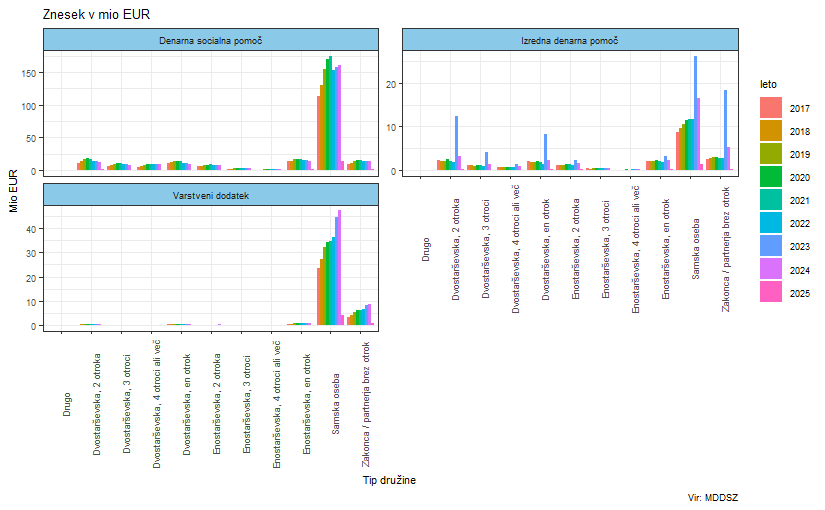 Znesek v mio EUR
Denarna socialna pomoč
Izredna denarna pomoč
150
100
50
0
20
10
0
Varstveni dodatek
40
30
20
10
0
Mio EUR
Drugo
Dvostarševska, 2 otroka
Dvostarševska, 3 otroci
Dvostarševska, 4 otroci ali več
Dvostarševska, en otrok
Enostarševska, 2 otroka
Enostarševska, 3 otroci
Enostarševska, 4 otroci ali več
Enostarševska, en otrok
Samska oseba
Zakonca / partnerja brez otrok
Drugo
Dvostarševska, 2 otroka
Dvostarševska, 3 otroci
Dvostarševska, 4 otroci ali več
Dvostarševska, en otrok
Enostarševska, 2 otroka
Enostarševska, 3 otroci
Enostarševska, 4 otroci ali več
Enostarševska, en otrok
Samska oseba
Zakonca / partnerja brez otrok
Tip družine
leto
2017
2018
2019
2020
2021
2022
2023
2024
2025
Vir: MDDSZ